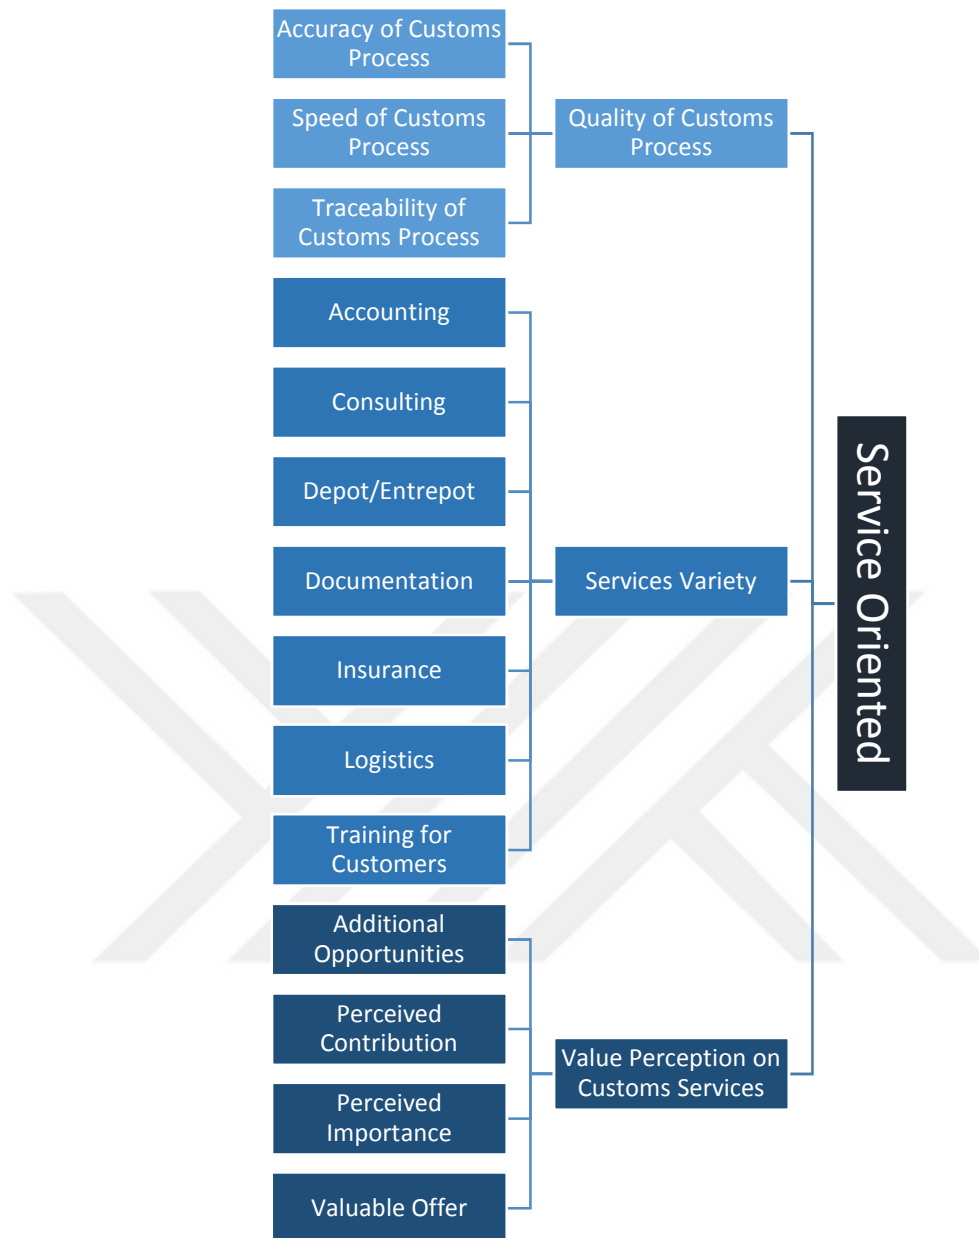 Accuracy of Customs
Process
Speed of Customs
Process
Quality of Customs
Process
Traceability of
Customs Process
Accounting
Consulting
Depot/Entrepot
Documentation
Services Variety
Service Oriented
Insurance
Logistics
Training for
Customers
Additional
Opportunities
Perceived
Contribution
Value Perception on
Customs Services
Perceived
Importance
Valuable Offer